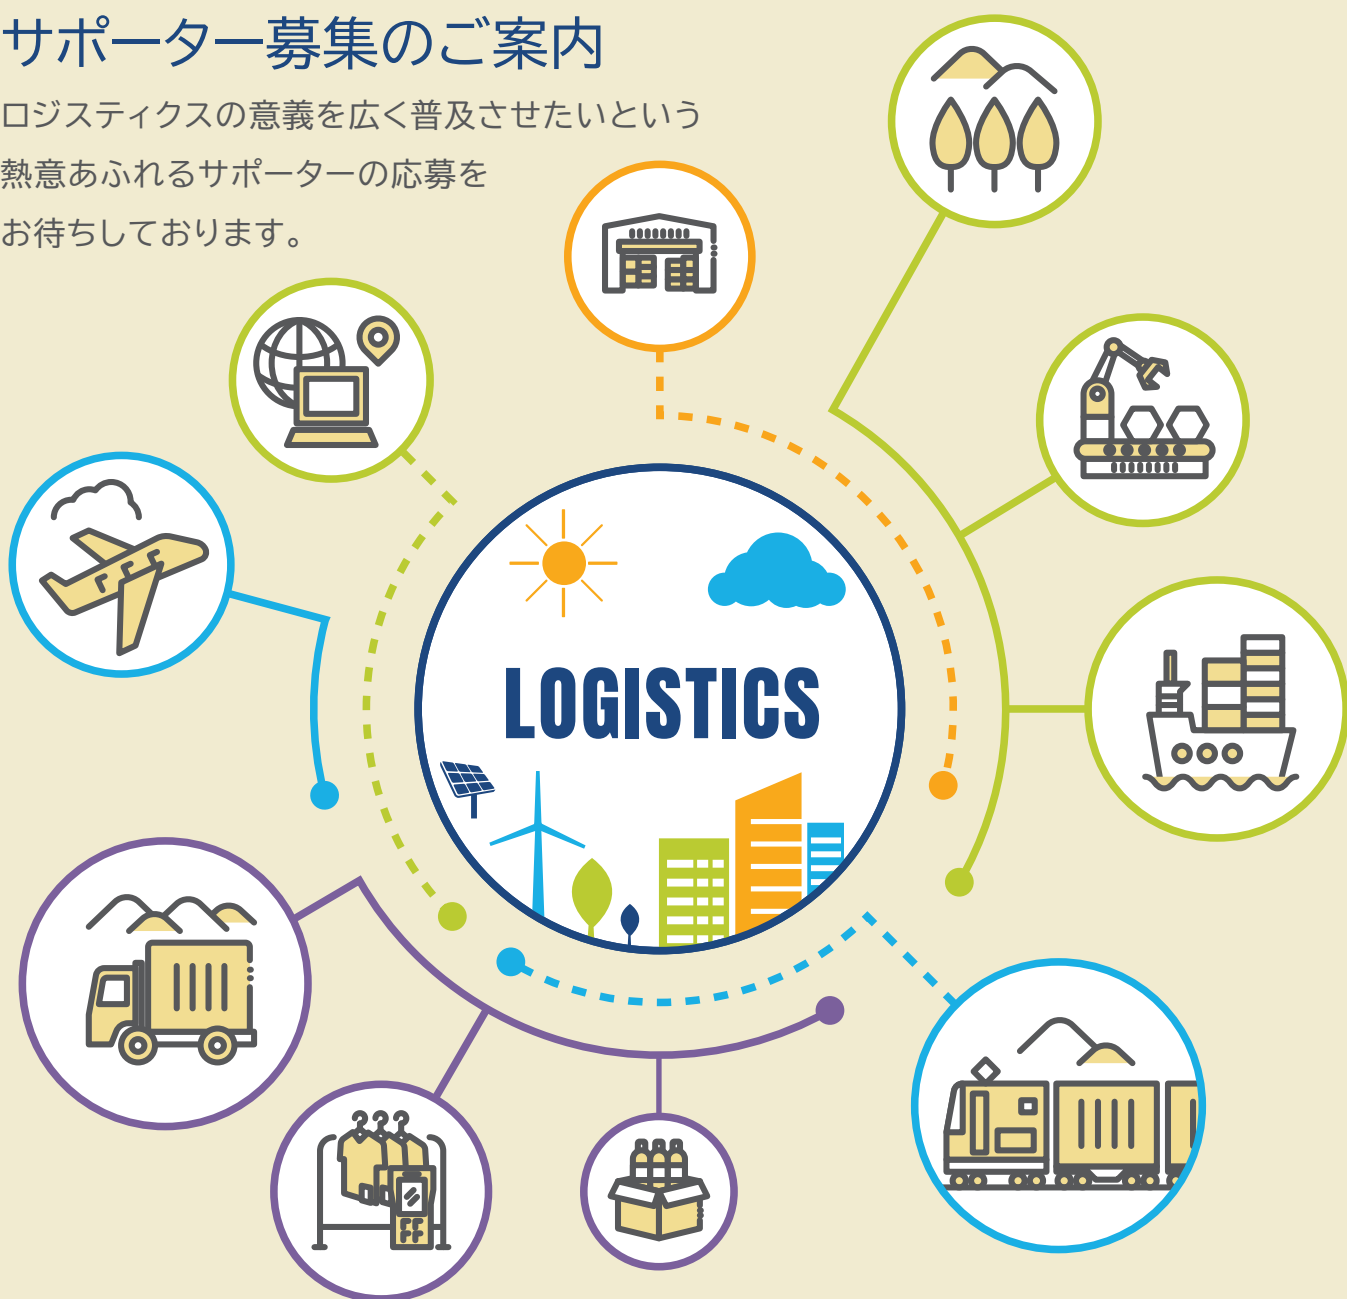 サポーター募集のご案内
ロジスティクスの意義を広く普及させたいという
熱意あふれるサポーターの応募を
お待ちしております。
LOGISTICS